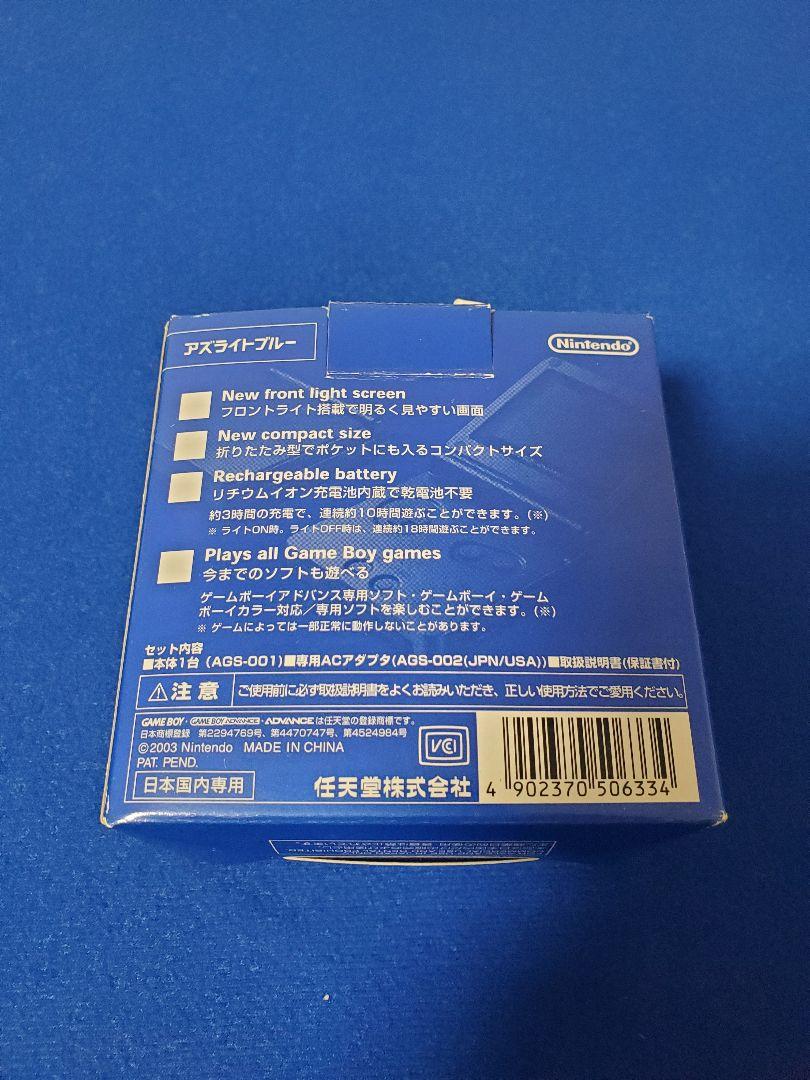 アズライトブルー
Nintendo
New front light screen
フロントライト搭載で明るく見やすい画面
New compact size
折りたたみ型でポケットにも入るコンパクトサイズ
Rechargeable battery
リチウムイオン充電池内蔵で乾電池不要
約3時間の充電で、連続約10時間遊ぶことができます。(※)
※ ライトON時。ライトOFF時は、連続約18時間遊ぶことができます。
Plays all Game Boy games
今までのソフトも遊べる
ゲームボーイアドバンス専用ソフト・ゲームボーイ・ゲーム
ボーイカラー対応/専用ソフトを楽しむことができます。(※)
※ ゲームによっては一部正常に動作しないことがあります。
セット内容
■本体1台(AGS-001)■専用ACアダプタ(AGS-002(JPN/USA))■取扱説明書(保証書付)
⚠注意 ご使用前に必ず取扱説明書をよくお読みいただき、正しい使用方法でご愛用ください。
GAME BOY・GAME BOY ADVANCE・ADVANCEは任天堂の登録商標です。
日本商標登録 第2294769号、第4470747号、第4524984号
©2003 Nintendo MADE IN CHINA
PAT. PEND.
VCI
日本国内専用
任天堂株式会社
4 902370 506334